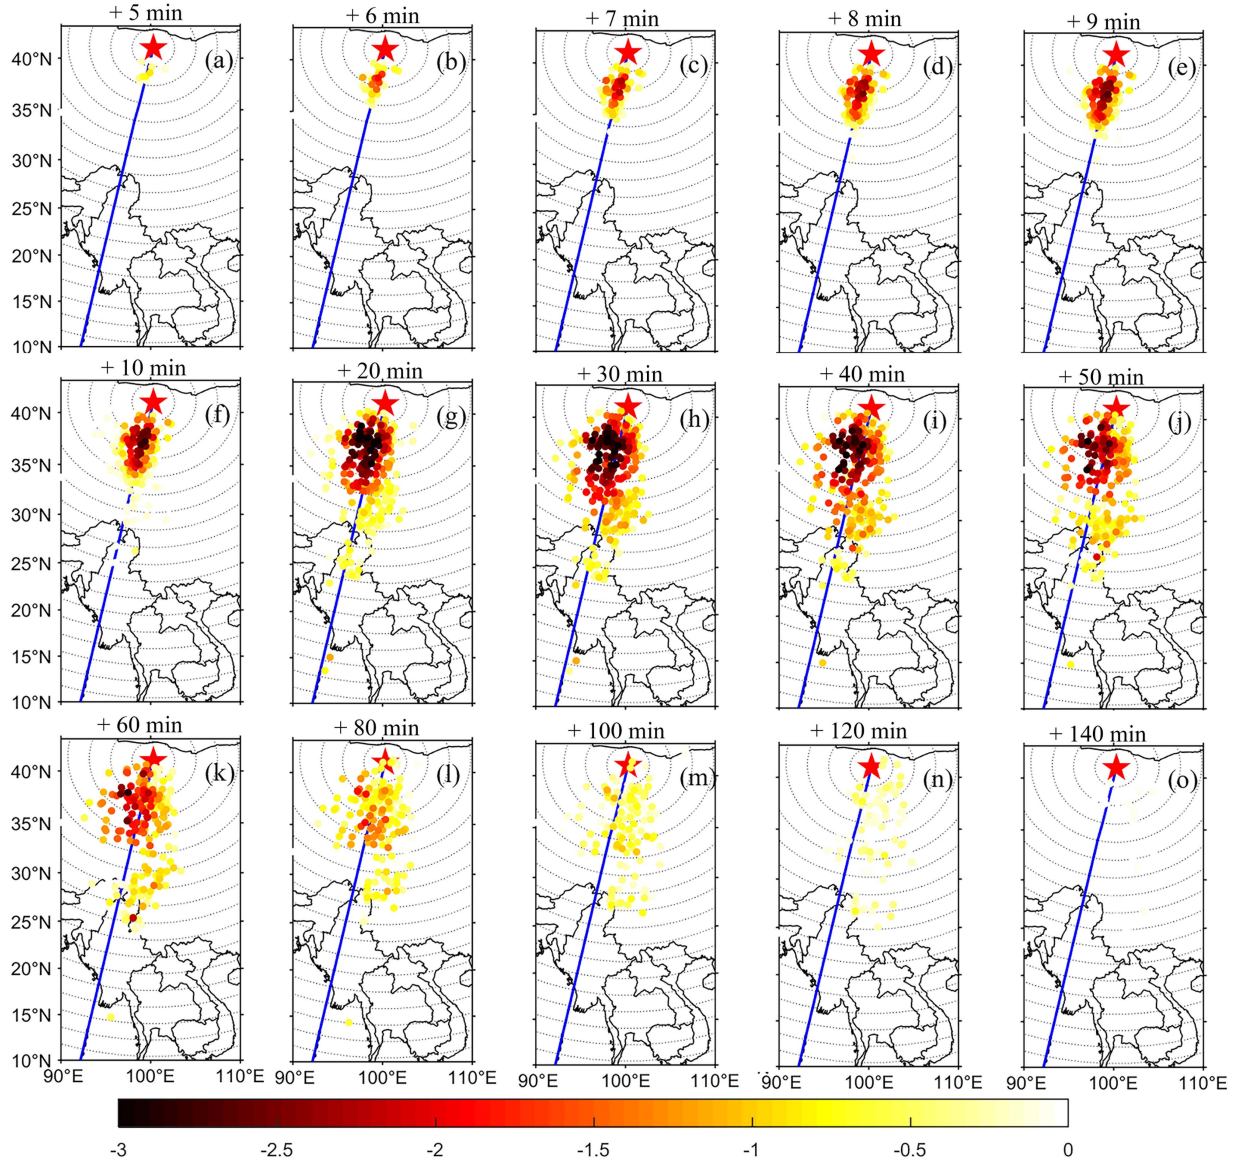 + 5 min + 6 min + 7 min + 8 min + 9 min
(a) (b) (c) (d) (e)
40°N
35°N
30°N
25°N
20°N
15°N
10°N
+ 10 min + 20 min + 30 min + 40 min + 50 min
(f) (g) (h) (i) (j)
40°N
35°N
30°N
25°N
20°N
15°N
10°N
+ 60 min + 80 min + 100 min + 120 min + 140 min
(k) (l) (m) (n) (o)
40°N
35°N
30°N
25°N
20°N
15°N
10°N
90°E 100°E 110°E 90°E 100°E 110°E 90°E 100°E 110°E 90°E 100°E 110°E 90°E 100°E 110°E
-3 -2.5 -2 -1.5 -1 -0.5 0